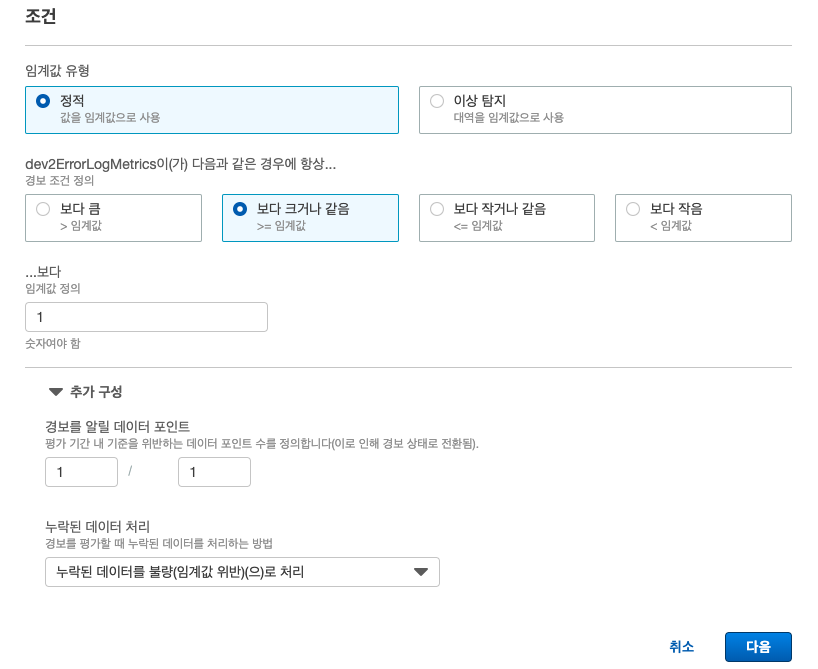 조건
임계값 유형
정적
값을 임계값으로 사용
이상 탐지
대역을 임계값으로 사용
dev2ErrorLogMetrics이(가) 다음과 같은 경우에 항상...
경보 조건 정의
보다 큼
> 임계값
보다 크거나 같음
>= 임계값
보다 작거나 같음
<= 임계값
보다 작음
< 임계값
...보다
임계값 정의
1
숫자여야 함
추가 구성
경보를 알릴 데이터 포인트
평가 기간 내 기준을 위반하는 데이터 포인트 수를 정의합니다(이로 인해 경보 상태로 전환됨).
1 / 1
누락된 데이터 처리
경보를 평가할 때 누락된 데이터를 처리하는 방법
누락된 데이터를 불량(임계값 위반)(으)로 처리
취소 다음